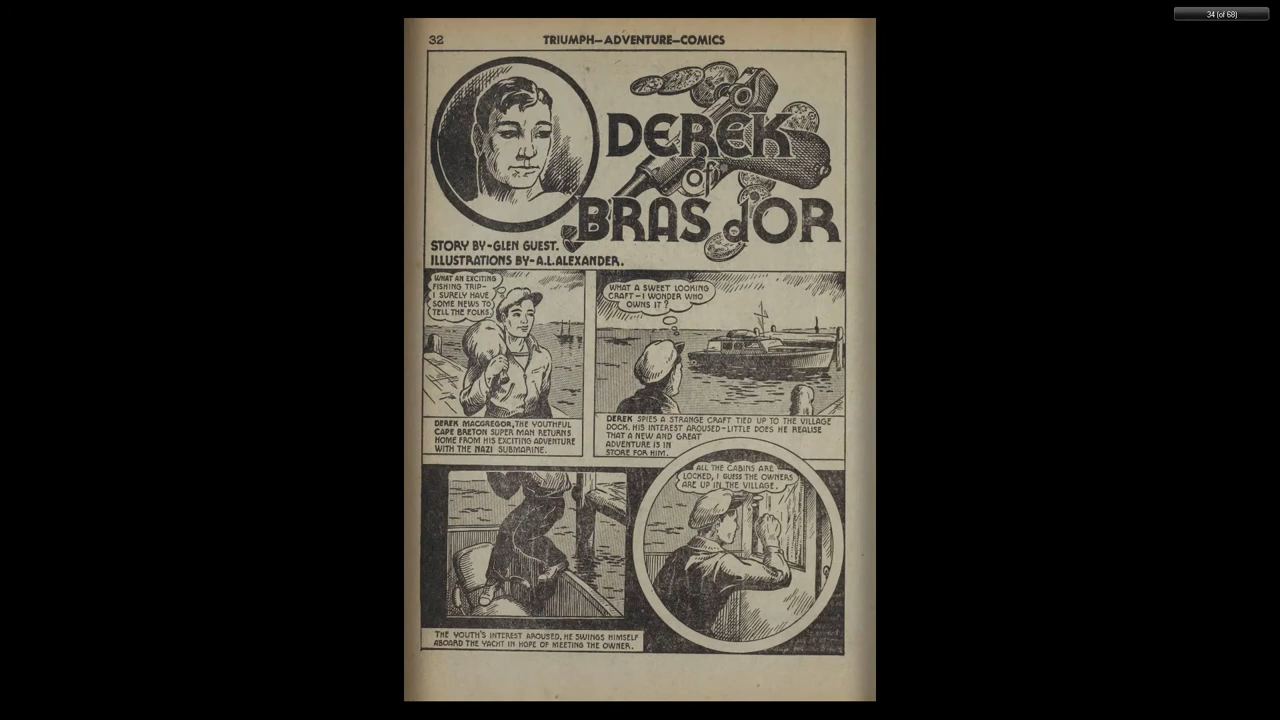 34 (of 68)
32
TRIUMPH—ADVENTURE—COMICS
DEREK
of
BRAS d'OR
STORY BY-GLEN GUEST.
ILLUSTRATIONS BY-A.L.ALEXANDER.
WHAT AN EXCITING
FISHING TRIP-
I SURELY HAVE
SOME NEWS TO
TELL THE FOLKS.
DEREK MACGREGOR, THE YOUTHFUL
CAPE BRETON SUPER MAN RETURNS
HOME FROM HIS EXCITING ADVENTURE
WITH THE NAZI SUBMARINE.
WHAT A SWEET LOOKING
CRAFT-I WONDER WHO
OWNS IT?
DEREK SPIES A STRANGE CRAFT TIED UP TO THE VILLAGE
DOCK. HIS INTEREST AROUSED-LITTLE DOES HE REALISE
THAT A NEW AND GREAT
ADVENTURE IS IN
STORE FOR HIM.
THE YOUTH'S INTEREST AROUSED, HE SWINGS HIMSELF
ABOARD THE YACHT IN HOPE OF MEETING THE OWNER.
ALL THE CABINS ARE
LOCKED, I GUESS THE OWNERS
ARE UP IN THE VILLAGE.